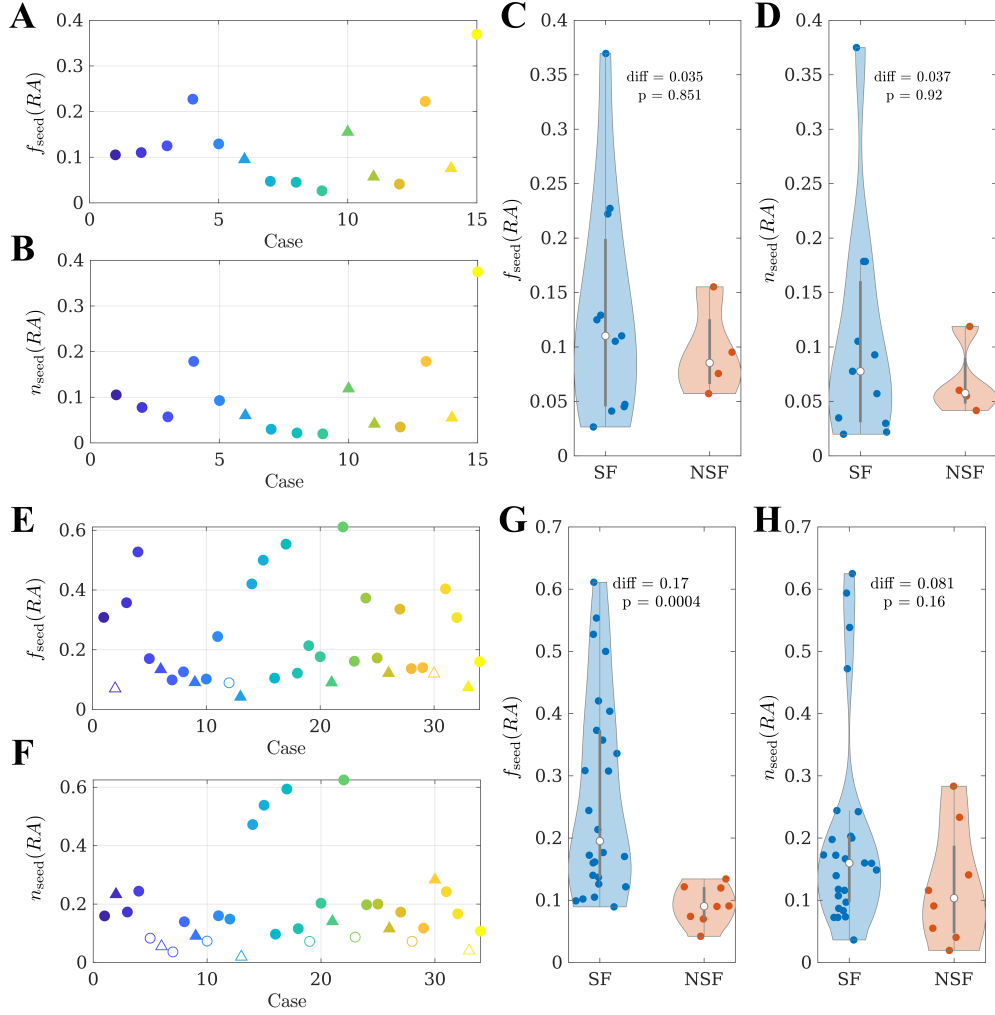 A
0.4
0.3
0.2
0.1
0
f_seed(RA)
0
5
10
15
Case
B
0.4
0.3
0.2
0.1
0
n_seed(RA)
0
5
10
15
Case
C
0.4
0.35
0.3
0.25
0.2
0.15
0.1
0.05
0
f_seed(RA)
diff = 0.035
p = 0.851
SF
NSF
D
0.4
0.35
0.3
0.25
0.2
0.15
0.1
0.05
0
n_seed(RA)
diff = 0.037
p = 0.92
SF
NSF
E
0.6
0.4
0.2
0
f_seed(RA)
0
10
20
30
Case
F
0.6
0.4
0.2
0
n_seed(RA)
0
10
20
30
Case
G
0.7
0.6
0.5
0.4
0.3
0.2
0.1
0
f_seed(RA)
diff = 0.17
p = 0.0004
SF
NSF
H
0.7
0.6
0.5
0.4
0.3
0.2
0.1
0
n_seed(RA)
diff = 0.081
p = 0.16
SF
NSF